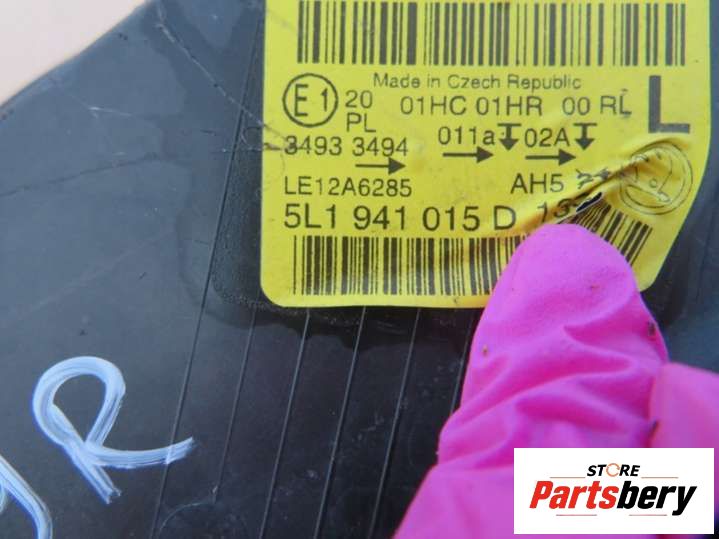 Made in Czech Republic
E1 20 PL 01HC 01HR 00 RL L
3493 3494 011a 02A
LE12A6285 AH5
5L1 941 015 D
R
STORE
Partsbery